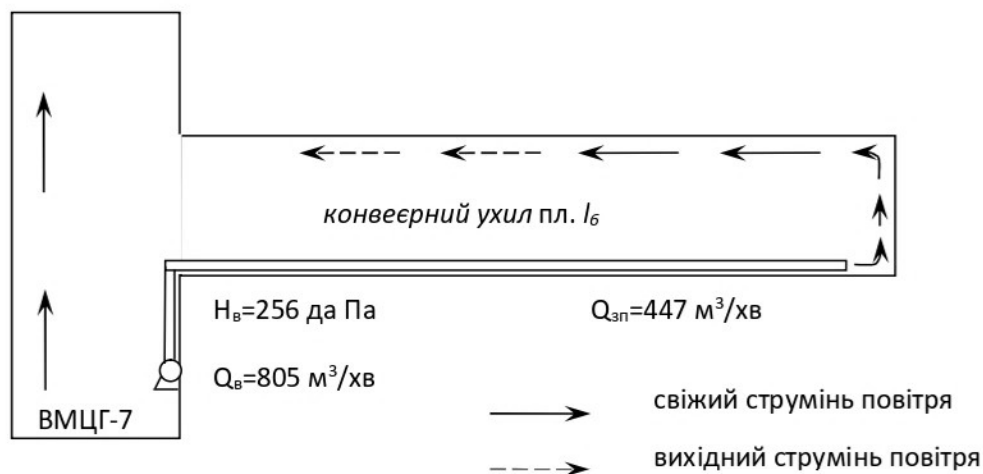 конвеєрний ухил пл. l₆
Hв=256 да Па
Qзп=447 м³/хв
Qв=805 м³/хв
ВМЦГ-7
свіжий струмінь повітря
вихідний струмінь повітря